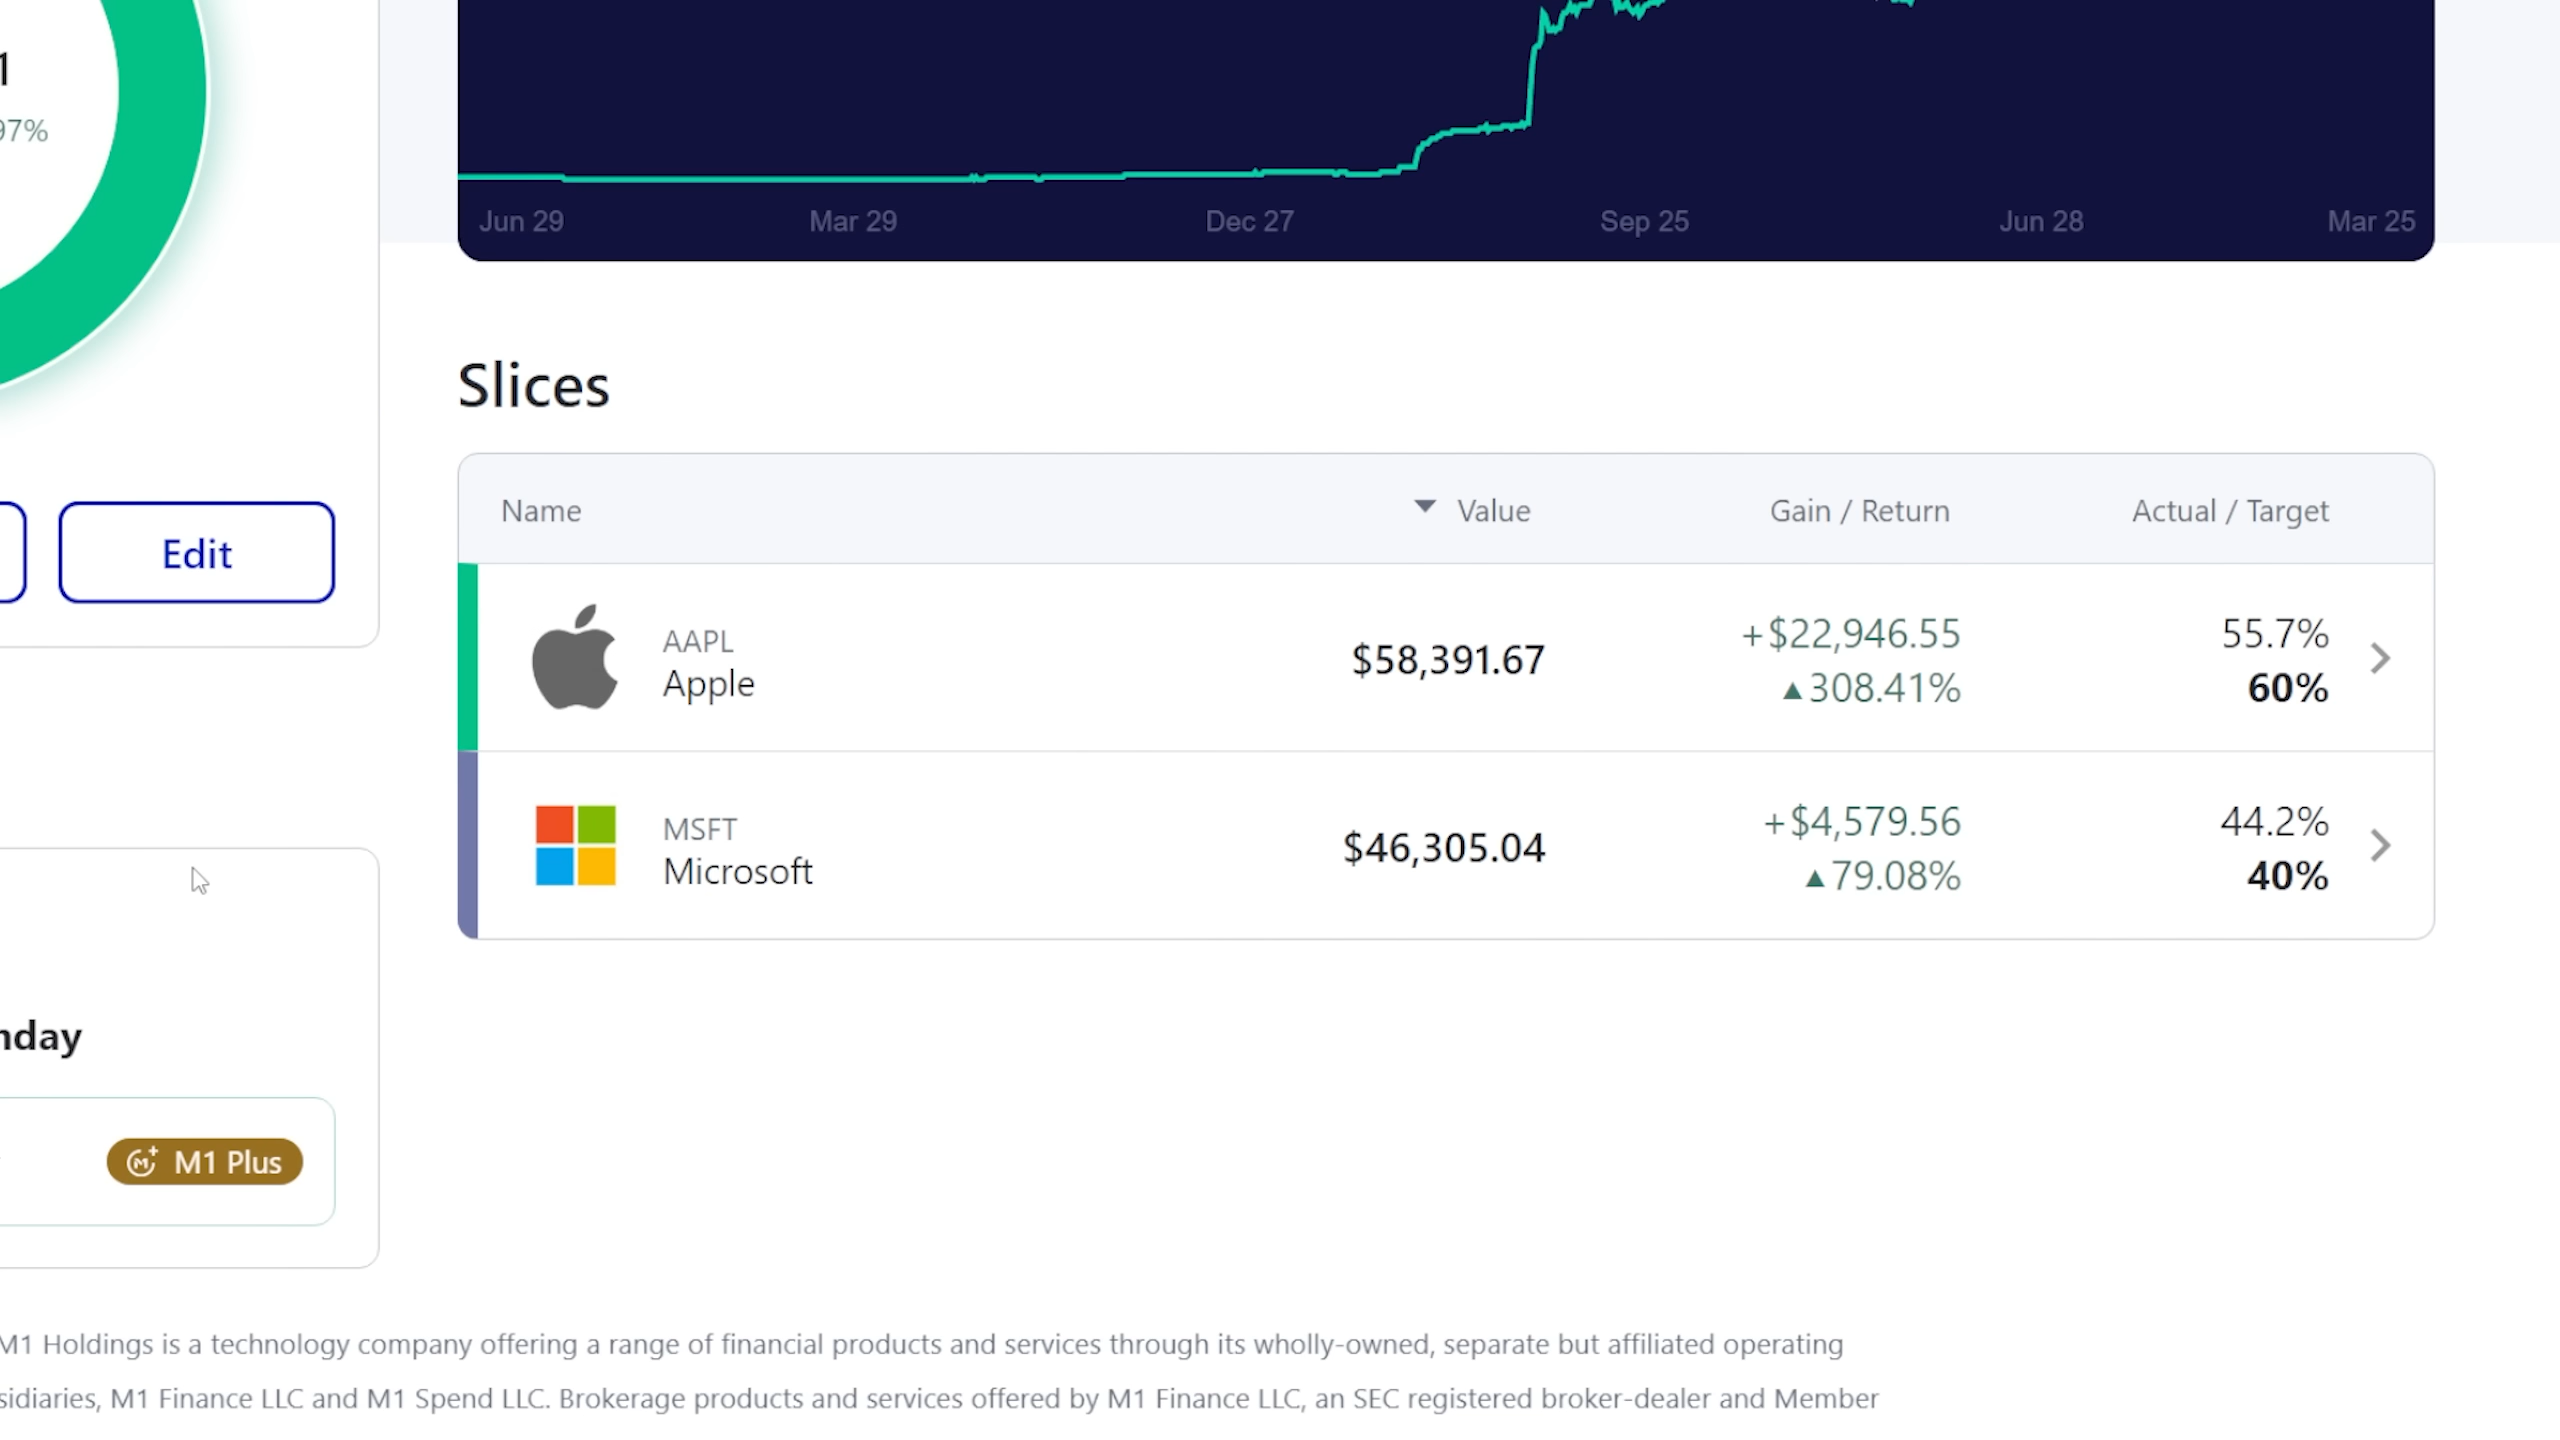 97%
Jun 29 Mar 29 Dec 27 Sep 25 Jun 28 Mar 25
Slices
Name Value Gain / Return Actual / Target
Edit
AAPL
Apple
$58,391.67
+$22,946.55
▲308.41%
55.7%
60%
MSFT
Microsoft
$46,305.04
+$4,579.56
▲79.08%
44.2%
40%
nday
M1 Plus
M1 Holdings is a technology company offering a range of financial products and services through its wholly-owned, separate but affiliated operating
sidiaries, M1 Finance LLC and M1 Spend LLC. Brokerage products and services offered by M1 Finance LLC, an SEC registered broker-dealer and Member